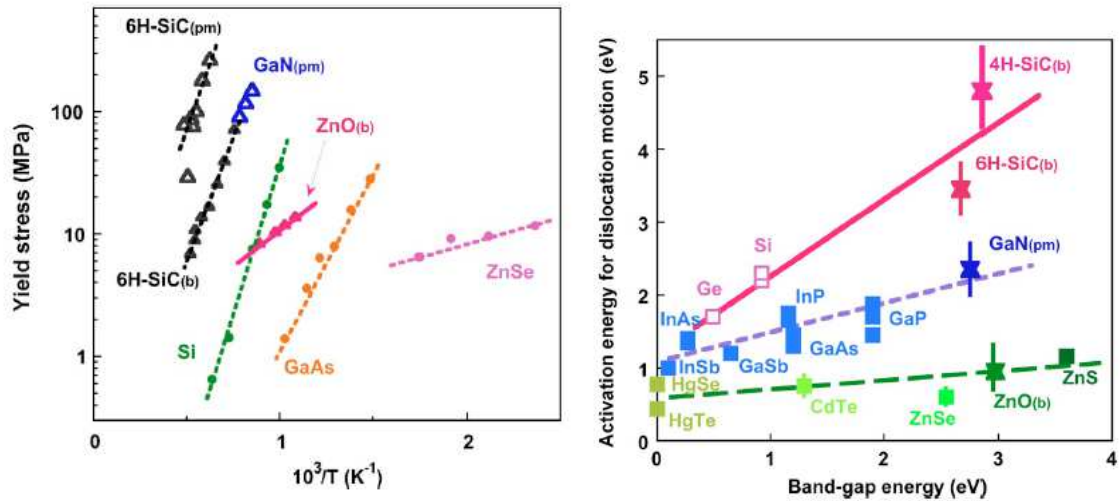 6H-SiC(pm)
GaN(pm)
ZnO(b)
6H-SiC(b)
Si
GaAs
ZnSe
100
10
1
Yield stress (MPa)
0
1
2
10³/T (K⁻¹)
4H-SiC(b)
6H-SiC(b)
GaN(pm)
Si
Ge
InP
InAs
GaP
GaAs
InSb
GaSb
HgSe
HgTe
CdTe
ZnSe
ZnO(b)
ZnS
5
4
3
2
1
0
Activation energy for dislocation motion (eV)
0
1
2
3
4
Band-gap energy (eV)